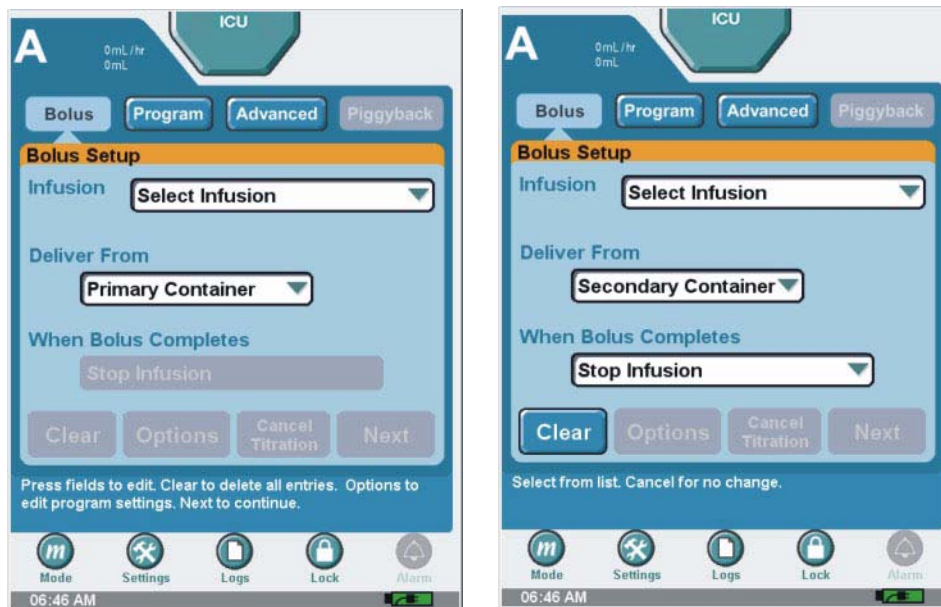 ICU
A
0mL/hr
0mL
Bolus Program Advanced Piggyback
Bolus Setup
Infusion Select Infusion
Deliver From
Primary Container
When Bolus Completes
Stop Infusion
Clear Options Cancel Titration Next
Press fields to edit. Clear to delete all entries. Options to
edit program settings. Next to continue.
m
Mode Settings Logs Lock Alarm
06:46 AM
ICU
A
0mL/hr
0mL
Bolus Program Advanced Piggyback
Bolus Setup
Infusion Select Infusion
Deliver From
Secondary Container
When Bolus Completes
Stop Infusion
Clear Options Cancel Titration Next
Select from list. Cancel for no change.
m
Mode Settings Logs Lock Alarm
06:46 AM